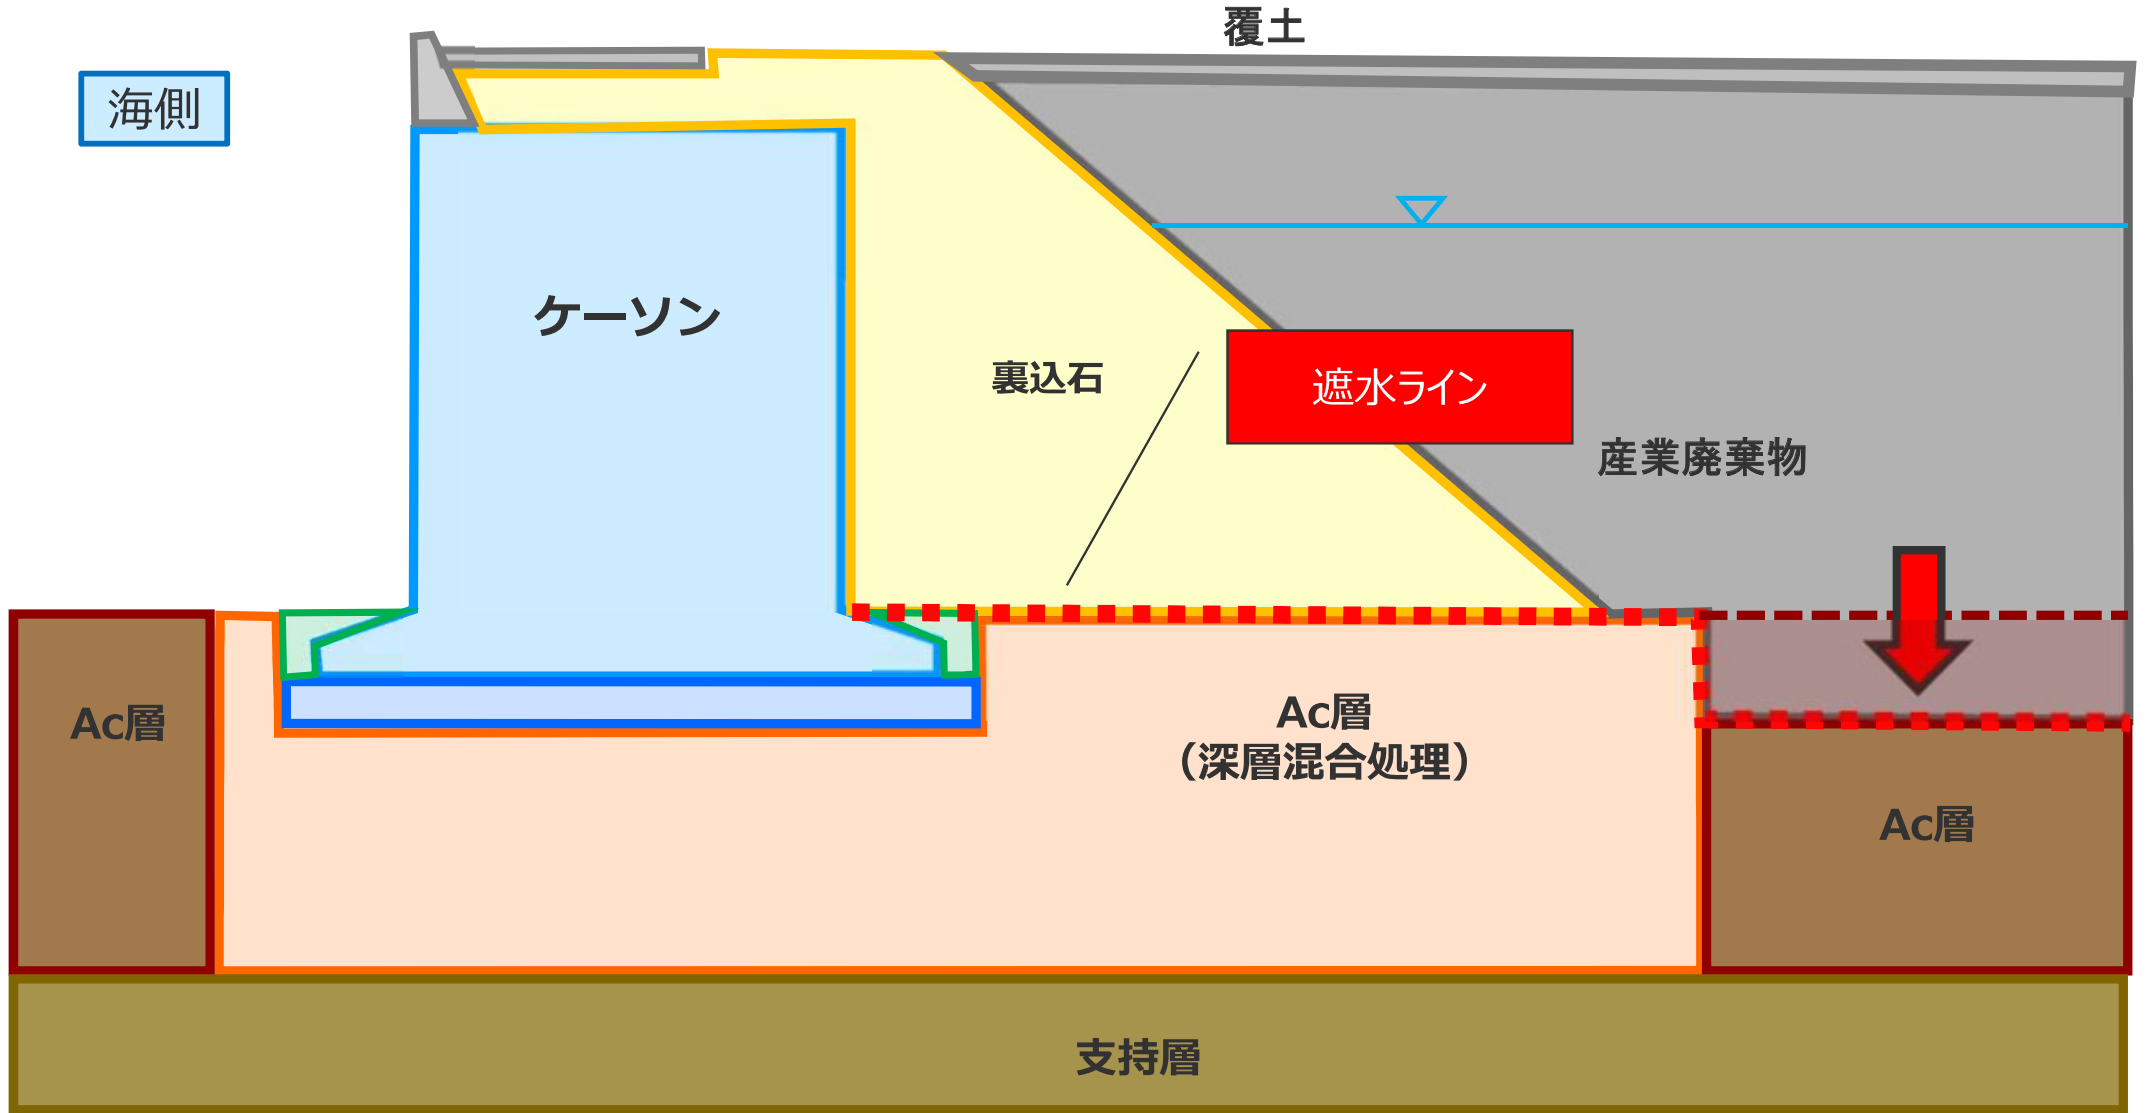 覆土
海側
ケーソン
裏込石
遮水ライン
産業廃棄物
Ac層
Ac層
（深層混合処理）
Ac層
支持層